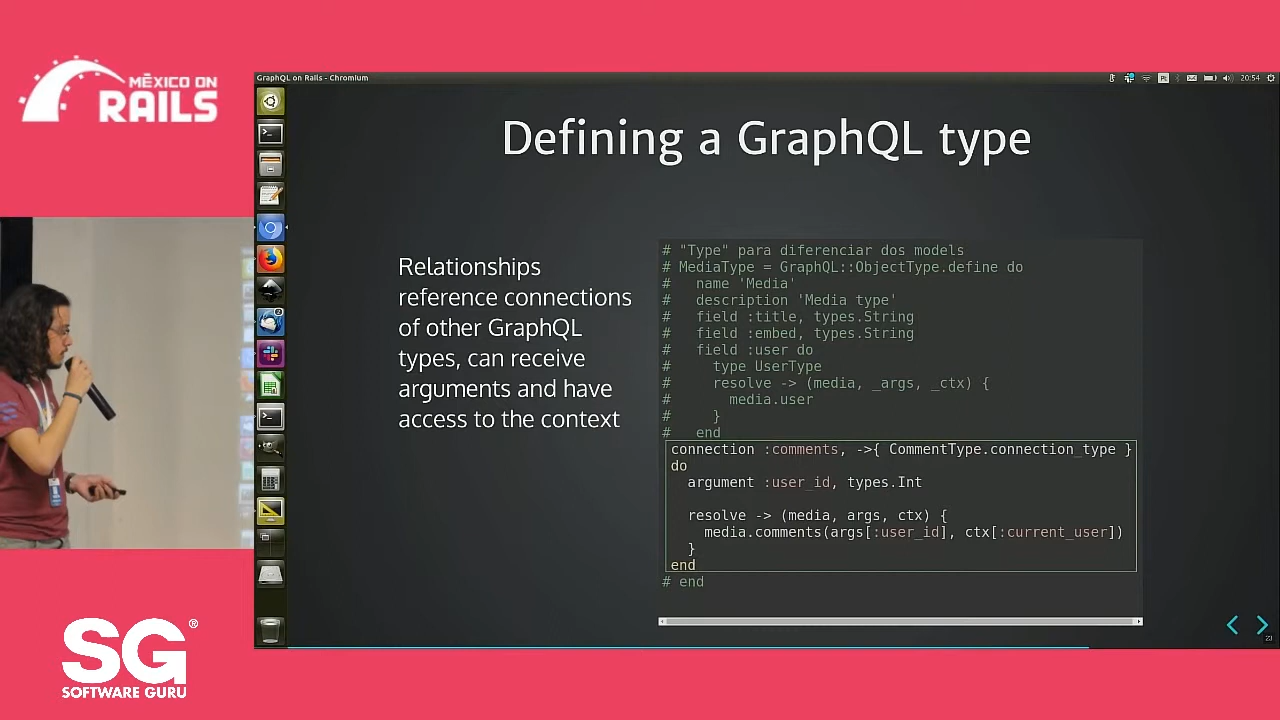 MÉXICO ON
RAILS
GraphQL on Rails - Chromium
PL
20:54
Defining a GraphQL type
Relationships
reference connections
of other GraphQL
types, can receive
arguments and have
access to the context
# "Type" para diferenciar dos models
# MediaType = GraphQL::ObjectType.define do
#   name 'Media'
#   description 'Media type'
#   field :title, types.String
#   field :embed, types.String
#   field :user do
#     type UserType
#     resolve -> (media, _args, _ctx) {
#       media.user
#     }
#   end
connection :comments, ->{ CommentType.connection_type }
do
  argument :user_id, types.Int
  resolve -> (media, args, ctx) {
    media.comments(args[:user_id], ctx[:current_user])
  }
end
# end
SG®
SOFTWARE GURU